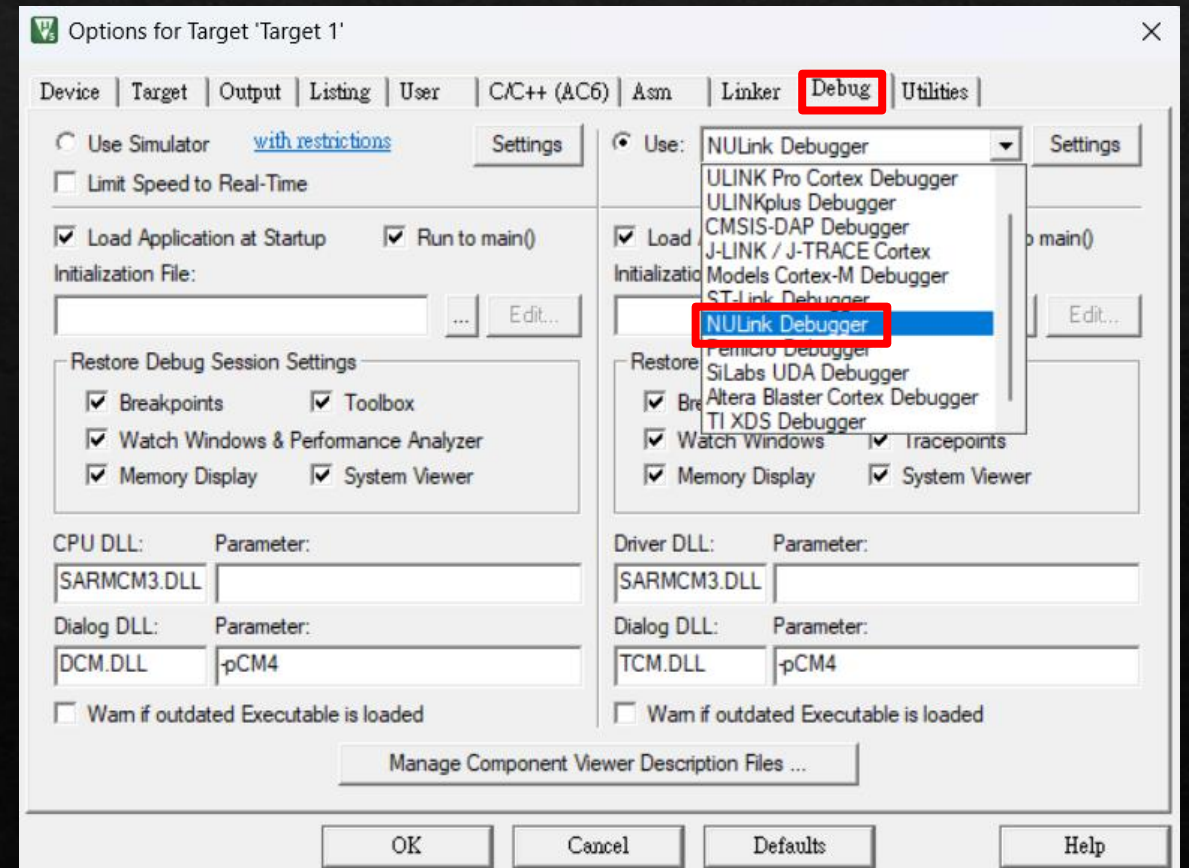 Options for Target 'Target 1'
Device Target Output Listing User C/C++ (AC6) Asm Linker Debug Utilities
Use Simulator with restrictions Settings
Limit Speed to Real-Time
Load Application at Startup Run to main()
Initialization File:
... Edit...
Restore Debug Session Settings
Breakpoints Toolbox
Watch Windows & Performance Analyzer
Memory Display System Viewer
CPU DLL: Parameter:
SARMCM3.DLL
Dialog DLL: Parameter:
DCM.DLL -pCM4
Warn if outdated Executable is loaded
Use: NULink Debugger Settings
ULINK Pro Cortex Debugger
ULINKplus Debugger
CMSIS-DAP Debugger
J-LINK / J-TRACE Cortex
Models Cortex-M Debugger
ST-Link Debugger
NULink Debugger
Pemicro Debugger
SiLabs UDA Debugger
Altera Blaster Cortex Debugger
TI XDS Debugger
Load main()
Edit...
Restore
Watch Windows Tracepoints
Memory Display System Viewer
Driver DLL: Parameter:
SARMCM3.DLL
Dialog DLL: Parameter:
TCM.DLL -pCM4
Warn if outdated Executable is loaded
Manage Component Viewer Description Files ...
OK Cancel Defaults Help